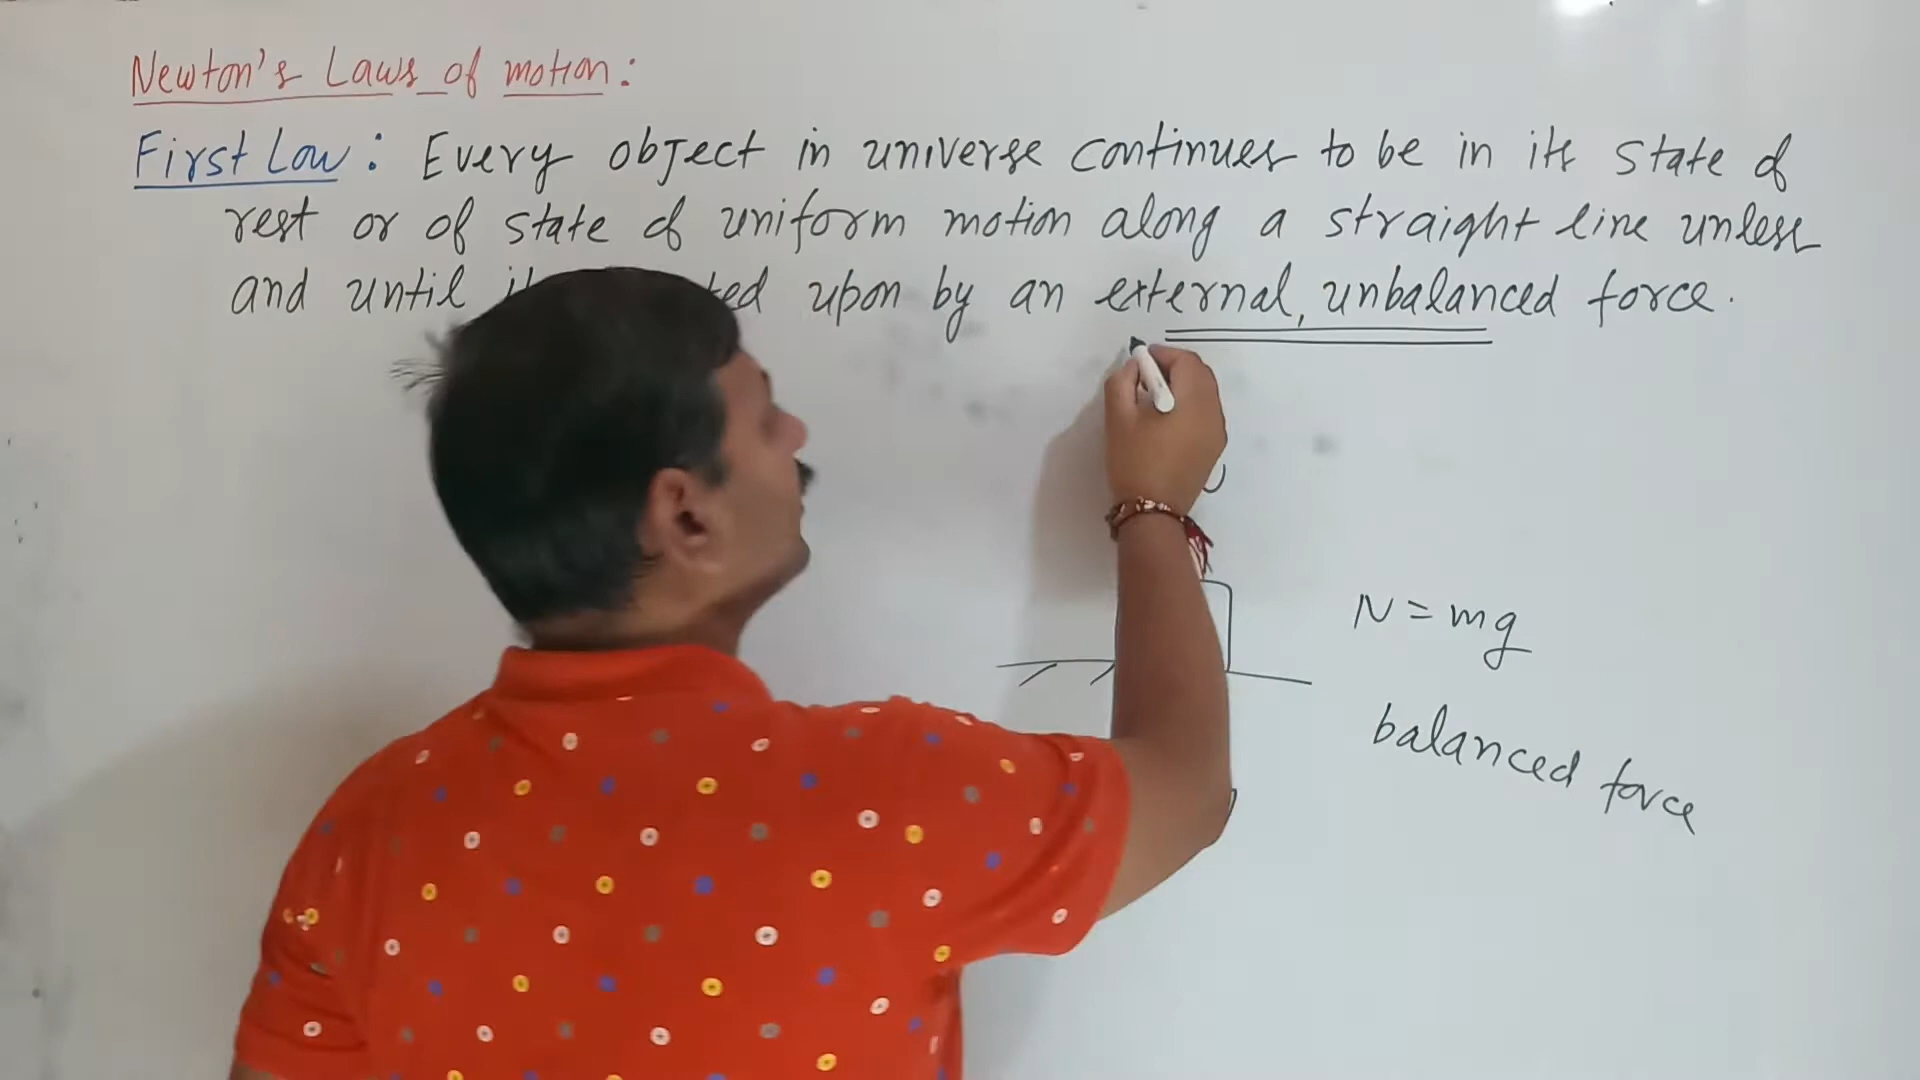 Newton's Laws of motion:
First Law: Every object in universe continues to be in its state of
rest or of state of uniform motion along a straight line unless
and until by an external, unbalanced force.
N = mg
balanced force